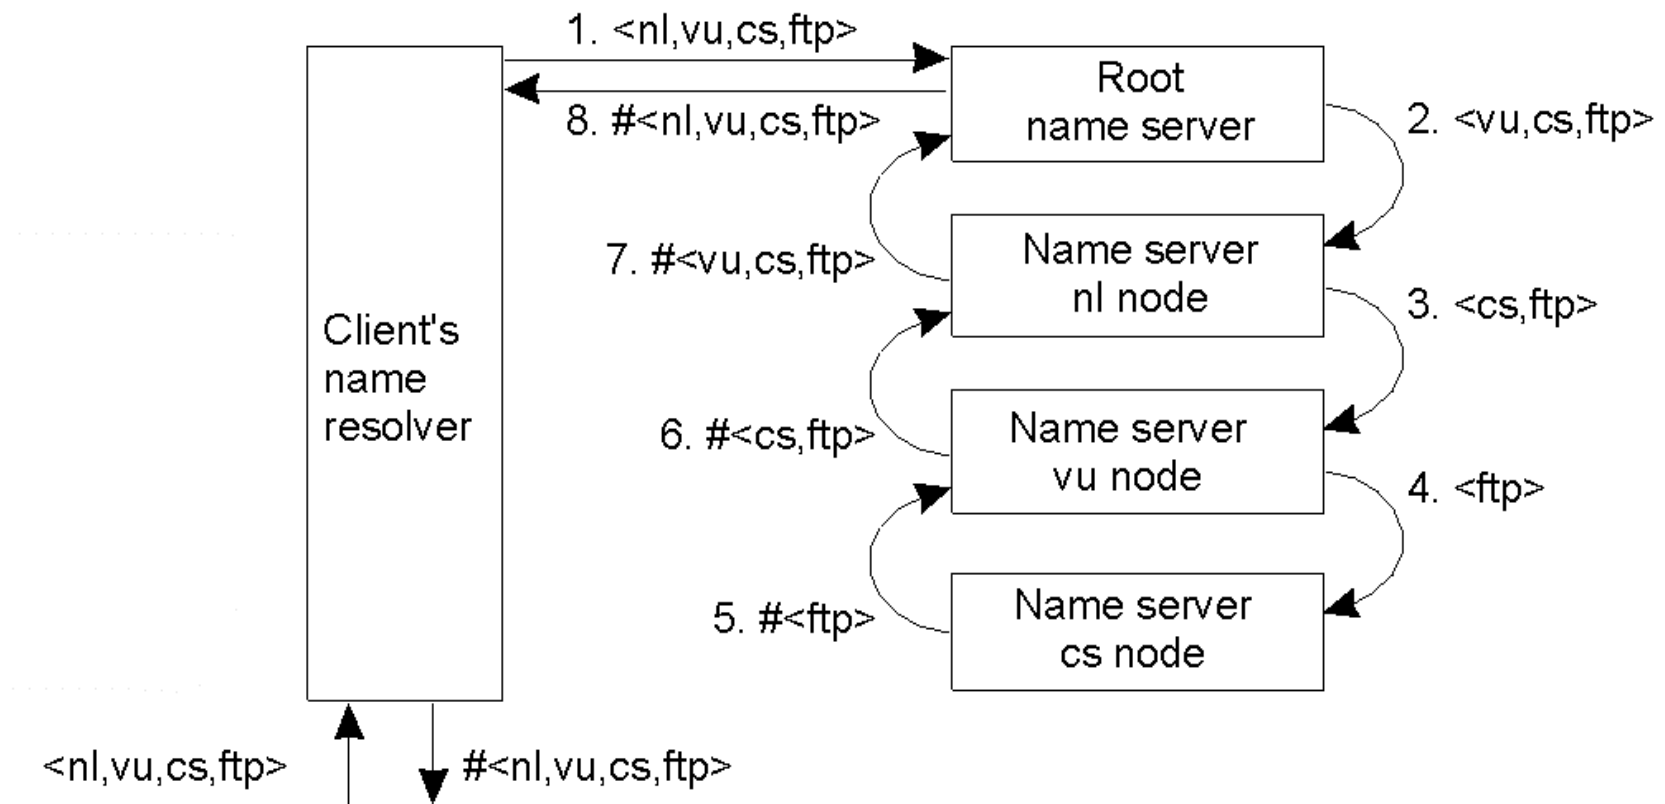 1. <nl,vu,cs,ftp>
Root
name server
8. #<nl,vu,cs,ftp>
2. <vu,cs,ftp>
Name server
nl node
7. #<vu,cs,ftp>
3. <cs,ftp>
Client's
name
resolver
Name server
vu node
6. #<cs,ftp>
4. <ftp>
Name server
cs node
5. #<ftp>
<nl,vu,cs,ftp>
#<nl,vu,cs,ftp>